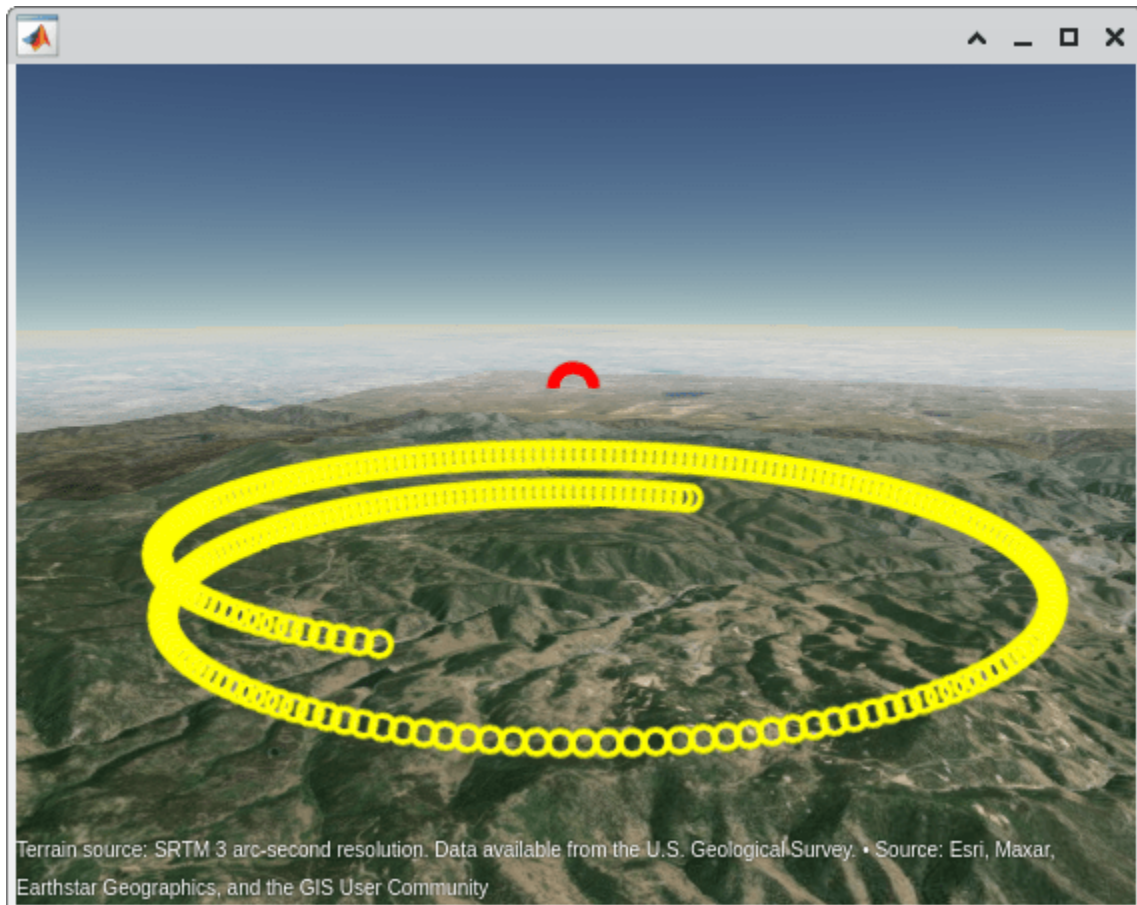 Terrain source: SRTM 3 arc-second resolution. Data available from the U.S. Geological Survey. • Source: Esri, Maxar,
Earthstar Geographics, and the GIS User Community